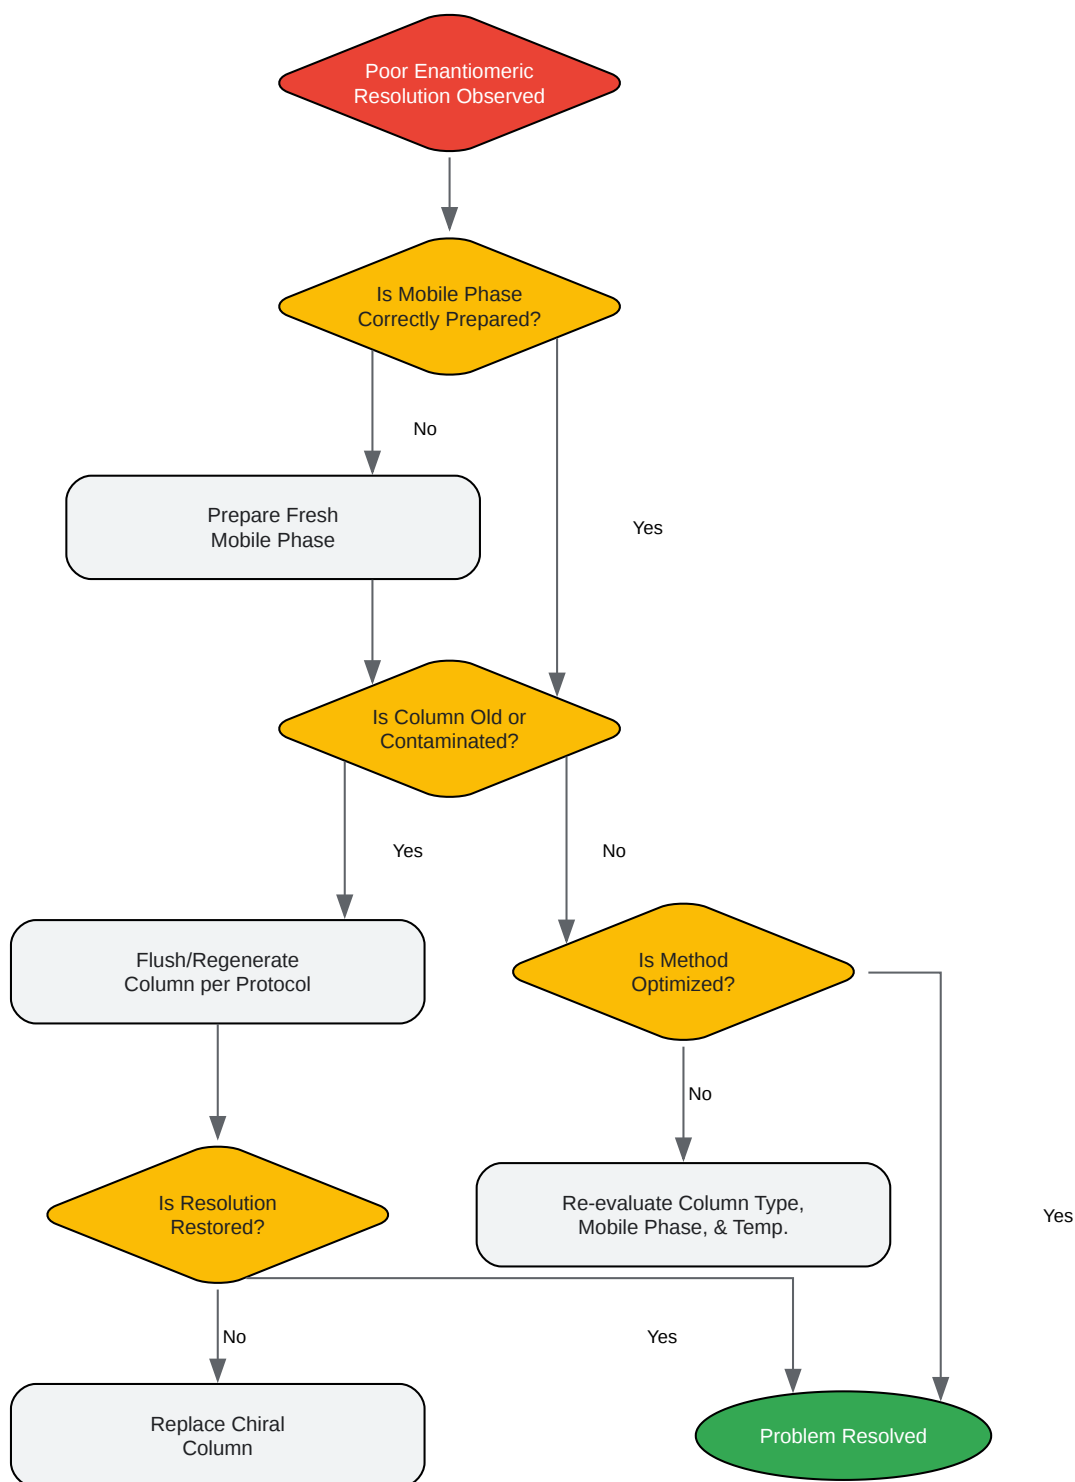 Poor Enantiomeric
Resolution Observed
Is Mobile Phase
Correctly Prepared?
No
Prepare Fresh
Mobile Phase
Yes
Is Column Old or
Contaminated?
Yes
No
Flush/Regenerate
Column per Protocol
Is Method
Optimized?
No
Is Resolution
Restored?
Re-evaluate Column Type,
Mobile Phase, & Temp.
Yes
No
Yes
Replace Chiral
Column
Problem Resolved